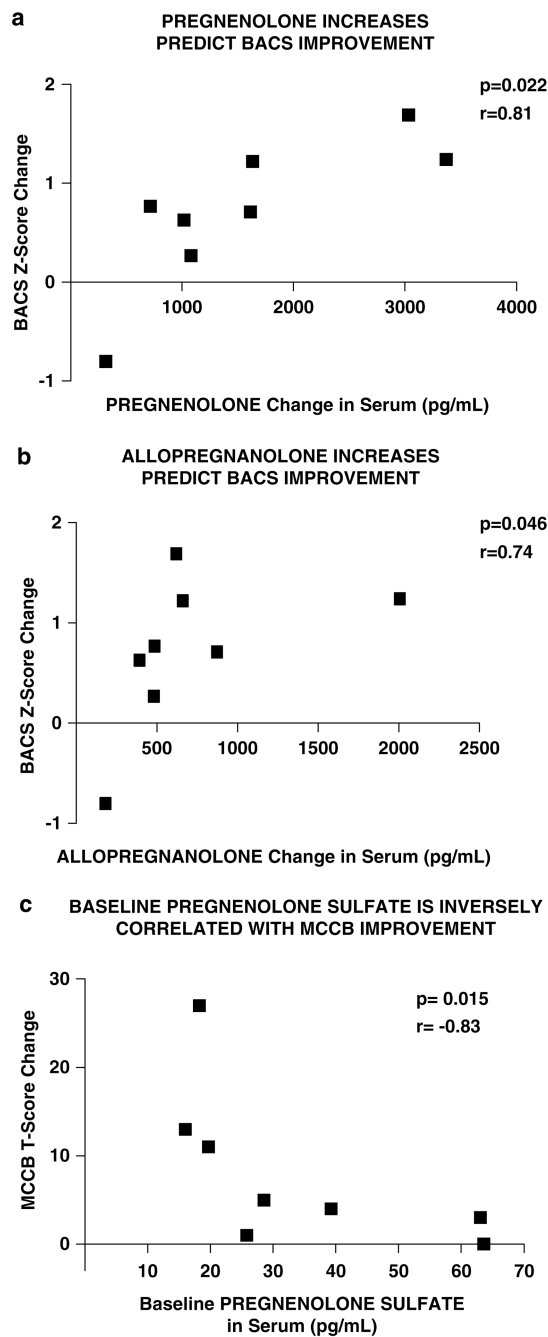 a
PREGNENOLONE INCREASES
PREDICT BACS IMPROVEMENT
p=0.022
r=0.81
BACS Z-Score Change
2
1
0
-1
1000 2000 3000 4000
PREGNENOLONE Change in Serum (pg/mL)
b
ALLOPREGNANOLONE INCREASES
PREDICT BACS IMPROVEMENT
p=0.046
r=0.74
BACS Z-Score Change
2
1
0
-1
500 1000 1500 2000 2500
ALLOPREGNANOLONE Change in Serum (pg/mL)
c
BASELINE PREGNENOLONE SULFATE IS INVERSELY
CORRELATED WITH MCCB IMPROVEMENT
p= 0.015
r= -0.83
MCCB T-Score Change
30
20
10
0
10 20 30 40 50 60 70
Baseline PREGNENOLONE SULFATE
in Serum (pg/mL)